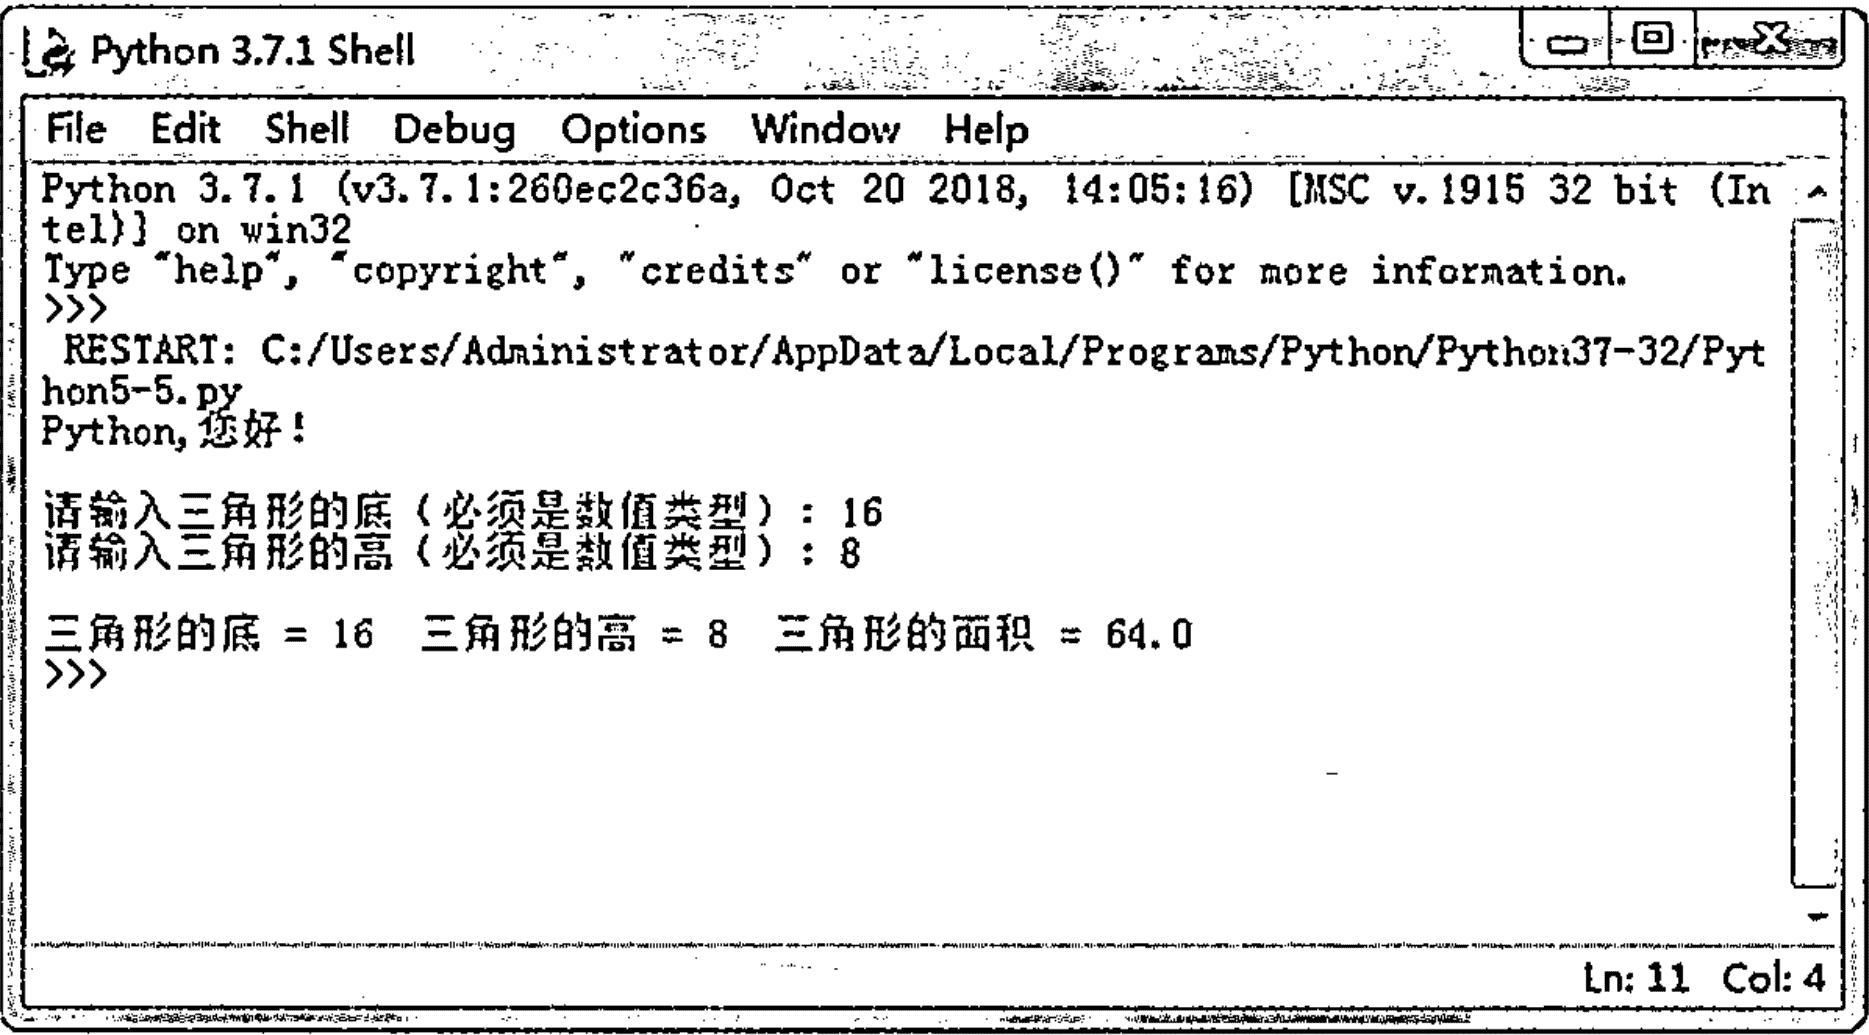 Python 3.7.1 Shell
File Edit Shell Debug Options Window Help
Python 3.7.1 (v3.7.1:260ec2c36a, Oct 20 2018, 14:05:16) [MSC v.1915 32 bit (In
tel)] on win32
Type "help", "copyright", "credits" or "license()" for more information.
>>>
RESTART: C:/Users/Administrator/AppData/Local/Programs/Python/Python37-32/Pyt
hon5-5.py
Python,您好!
请输入三角形的底（必须是数值类型）: 16
请输入三角形的高（必须是数值类型）: 8
三角形的底 = 16 三角形的高 = 8 三角形的面积 = 64.0
>>>
Ln: 11 Col: 4